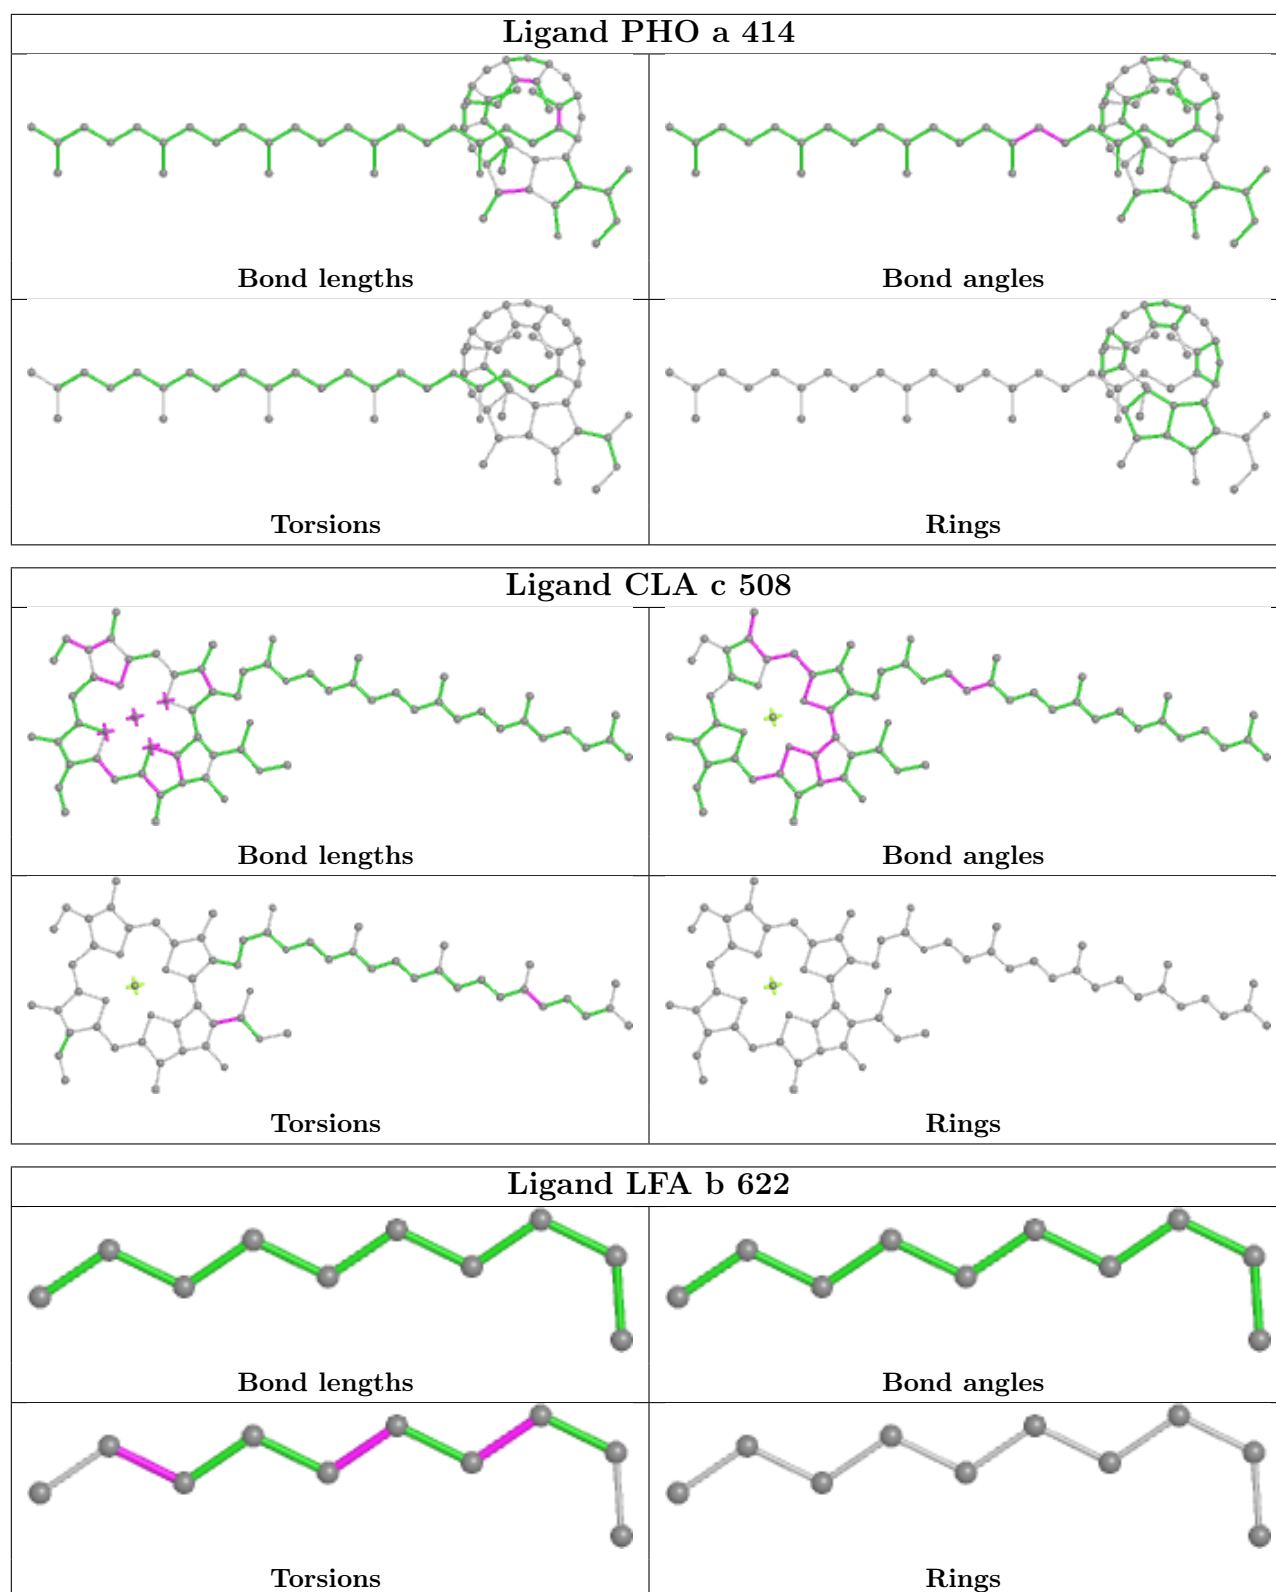 Ligand PHO a 414
Bond lengths
Bond angles
Torsions
Rings
Ligand CLA c 508
Bond lengths
Bond angles
Torsions
Rings
Ligand LFA b 622
Bond lengths
Bond angles
Torsions
Rings